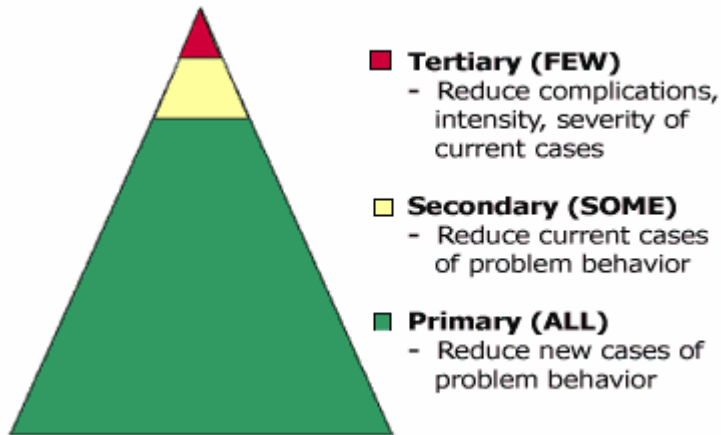 Tertiary (FEW)
- Reduce complications,
intensity, severity of
current cases
Secondary (SOME)
- Reduce current cases
of problem behavior
Primary (ALL)
- Reduce new cases of
problem behavior